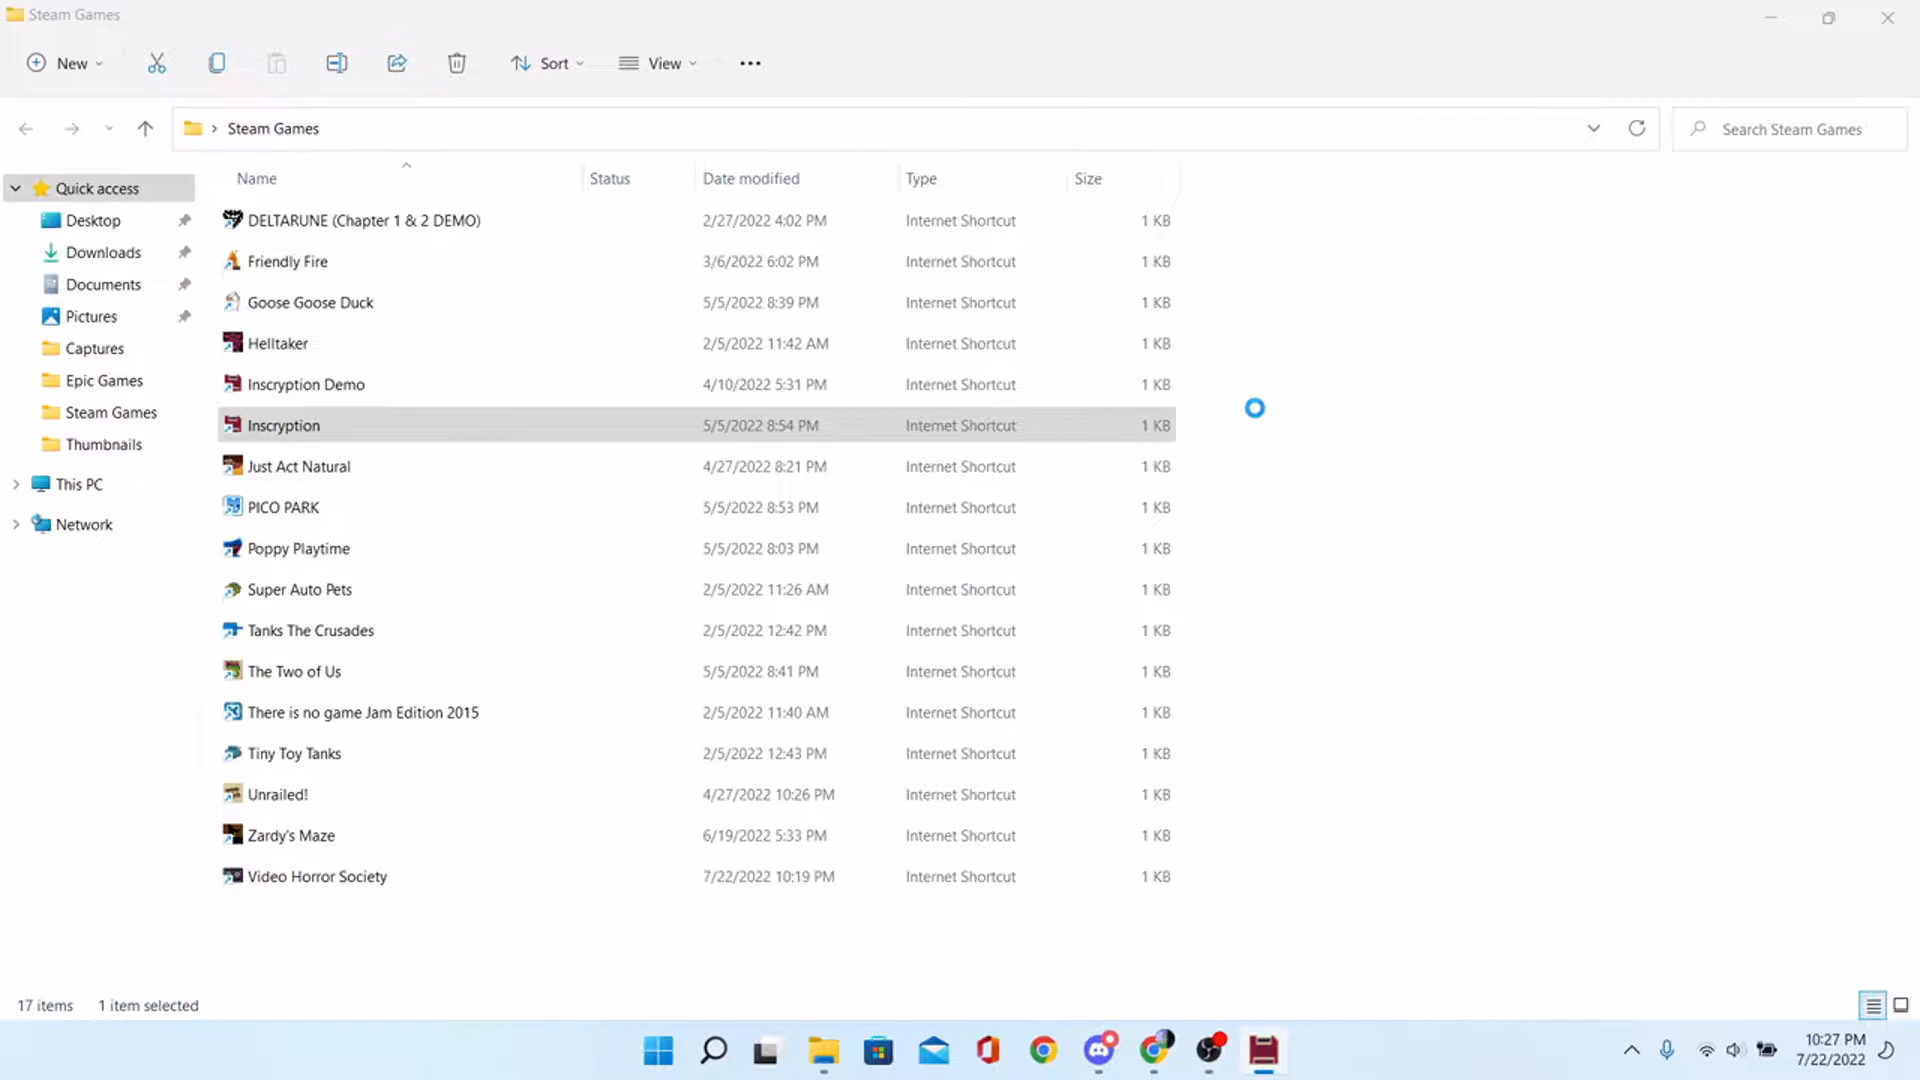 Steam Games
New
Sort
View
Steam Games
Search Steam Games
Name Status Date modified Type Size
Quick access
Desktop
Downloads
Documents
Pictures
Captures
Epic Games
Steam Games
Thumbnails
This PC
Network
DELTARUNE (Chapter 1 & 2 DEMO) 2/27/2022 4:02 PM Internet Shortcut 1 KB
Friendly Fire 3/6/2022 6:02 PM Internet Shortcut 1 KB
Goose Goose Duck 5/5/2022 8:39 PM Internet Shortcut 1 KB
Helltaker 2/5/2022 11:42 AM Internet Shortcut 1 KB
Inscryption Demo 4/10/2022 5:31 PM Internet Shortcut 1 KB
Inscryption 5/5/2022 8:54 PM Internet Shortcut 1 KB
Just Act Natural 4/27/2022 8:21 PM Internet Shortcut 1 KB
PICO PARK 5/5/2022 8:53 PM Internet Shortcut 1 KB
Poppy Playtime 5/5/2022 8:03 PM Internet Shortcut 1 KB
Super Auto Pets 2/5/2022 11:26 AM Internet Shortcut 1 KB
Tanks The Crusades 2/5/2022 12:42 PM Internet Shortcut 1 KB
The Two of Us 5/5/2022 8:41 PM Internet Shortcut 1 KB
There is no game Jam Edition 2015 2/5/2022 11:40 AM Internet Shortcut 1 KB
Tiny Toy Tanks 2/5/2022 12:43 PM Internet Shortcut 1 KB
Unrailed! 4/27/2022 10:26 PM Internet Shortcut 1 KB
Zardy's Maze 6/19/2022 5:33 PM Internet Shortcut 1 KB
Video Horror Society 7/22/2022 10:19 PM Internet Shortcut 1 KB
17 items 1 item selected
10:27 PM
7/22/2022